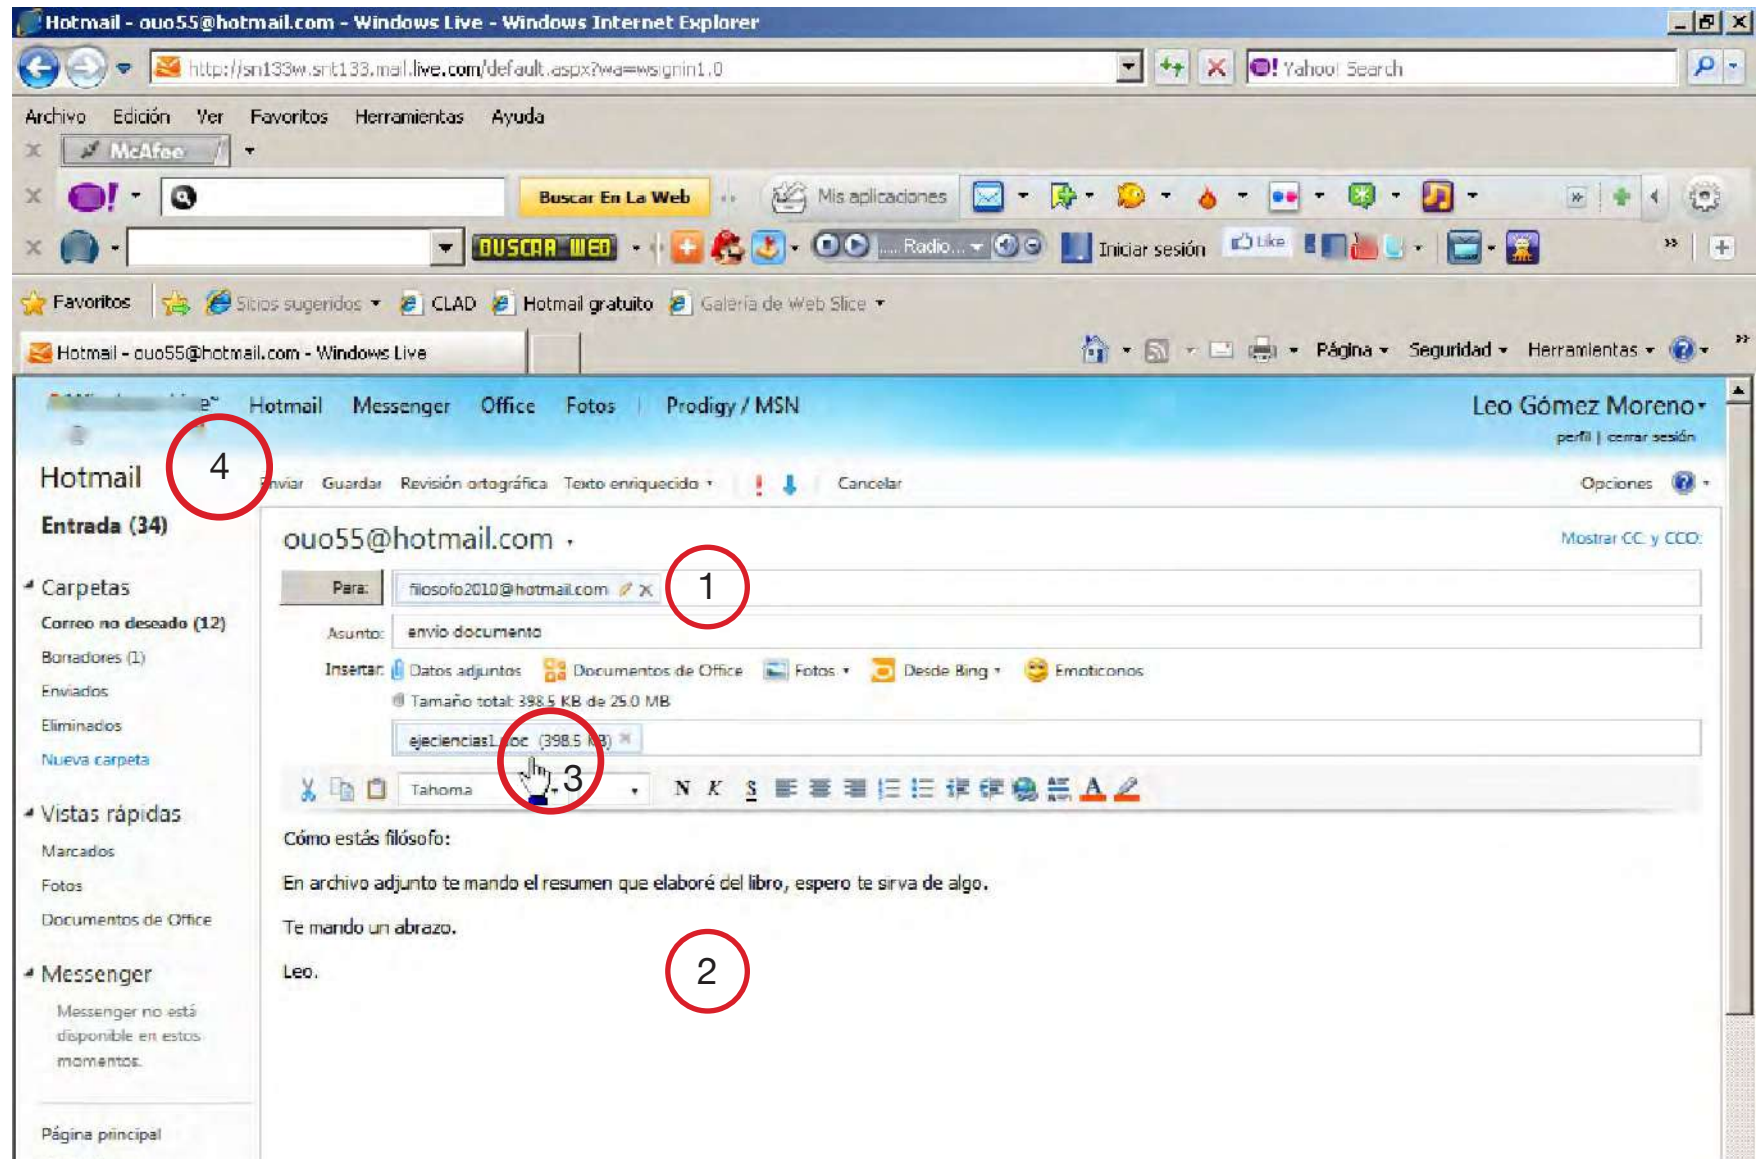 Hotmail - ouo55@hotmail.com - Windows Live - Windows Internet Explorer
http://sn133w.snt133.mail.live.com/default.aspx?wa=wsignin1.0
Yahoo! Search
Archivo Edición Ver Favoritos Herramientas Ayuda
McAfee
Buscar En La Web Mis aplicaciones
BUSCAR WEB ..... Radio... Iniciar sesión Like
Favoritos Sitios sugeridos CLAD Hotmail gratuito Galería de Web Slice
Hotmail - ouo55@hotmail.com - Windows Live Página Seguridad Herramientas
Hotmail Messenger Office Fotos | Prodigy / MSN Leo Gómez Moreno
perfil | cerrar sesión
Hotmail 4 Enviar Guardar Revisión ortográfica Texto enriquecido Cancelar Opciones
Entrada (34) ouo55@hotmail.com Mostrar CC y CCO:
Carpetas Para: filosofo2010@hotmail.com 1
Correo no deseado (12) Asunto: envio documento
Borradores (1) Insertar: Datos adjuntos Documentos de Office Fotos Desde Bing Emoticonos
Enviados Tamaño total: 398.5 KB de 25.0 MB
Eliminados ejeciencias1.doc (398.5 KB)
Nueva carpeta
3
Tahoma N K S A
Vistas rápidas Cómo estás filósofo:
Marcados
Fotos En archivo adjunto te mando el resumen que elaboré del libro, espero te sirva de algo.
Documentos de Office Te mando un abrazo.
Messenger Leo. 2
Messenger no está
disponible en estos
momentos.
Página principal